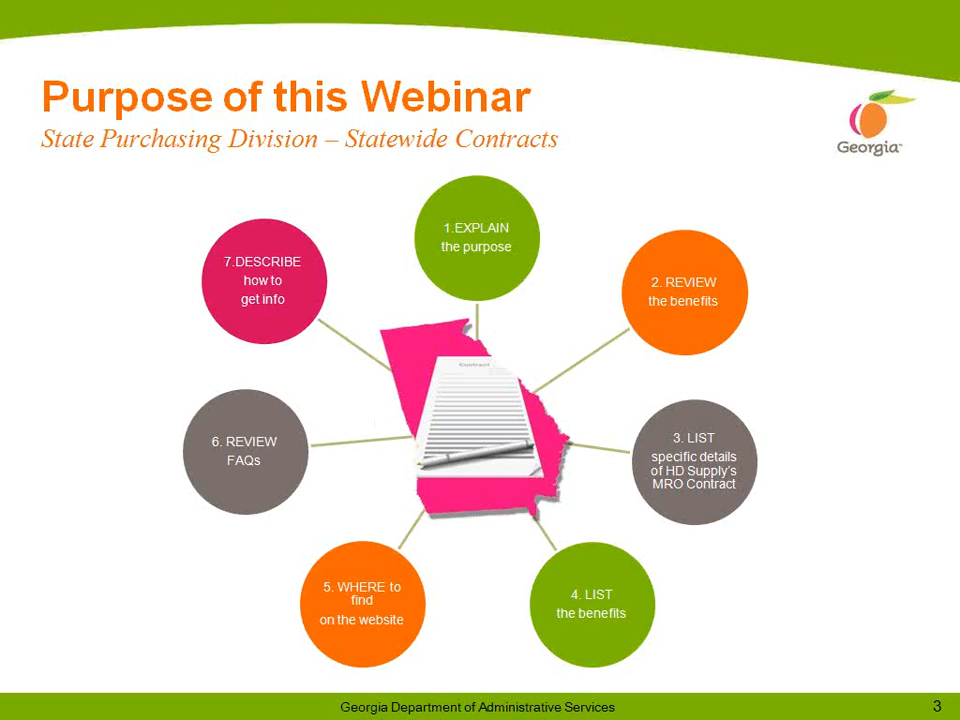 Purpose of this Webinar
State Purchasing Division – Statewide Contracts
Georgia™
1.EXPLAIN
the purpose
2. REVIEW
the benefits
3. LIST
specific details
of HD Supply's
MRO Contract
4. LIST
the benefits
5. WHERE to
find
on the website
6. REVIEW
FAQs
7.DESCRIBE
how to
get info
Contract
Georgia Department of Administrative Services
3